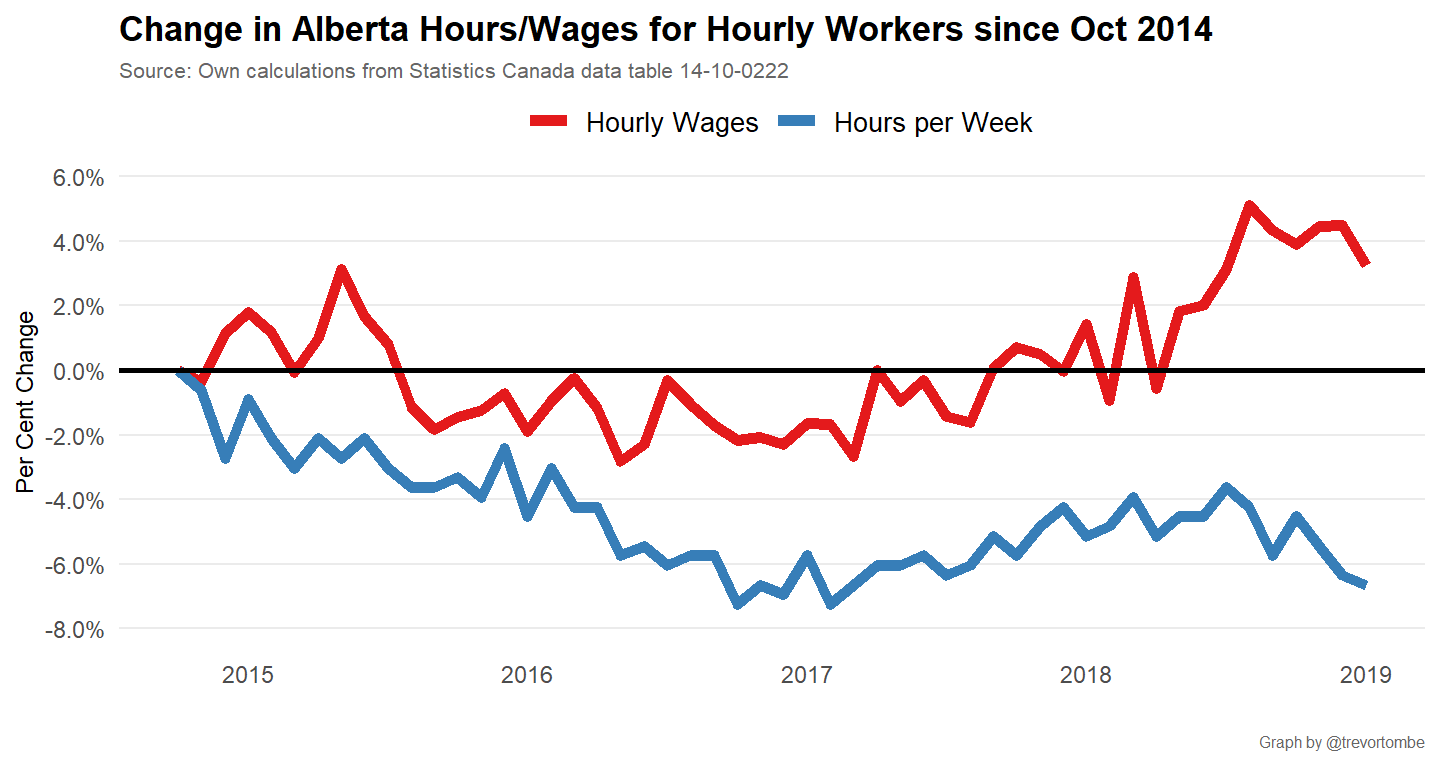 Change in Alberta Hours/Wages for Hourly Workers since Oct 2014
Source: Own calculations from Statistics Canada data table 14-10-0222
Hourly Wages Hours per Week
6.0%
4.0%
2.0%
0.0%
-2.0%
-4.0%
-6.0%
-8.0%
Per Cent Change
2015 2016 2017 2018 2019
Graph by @trevortombe